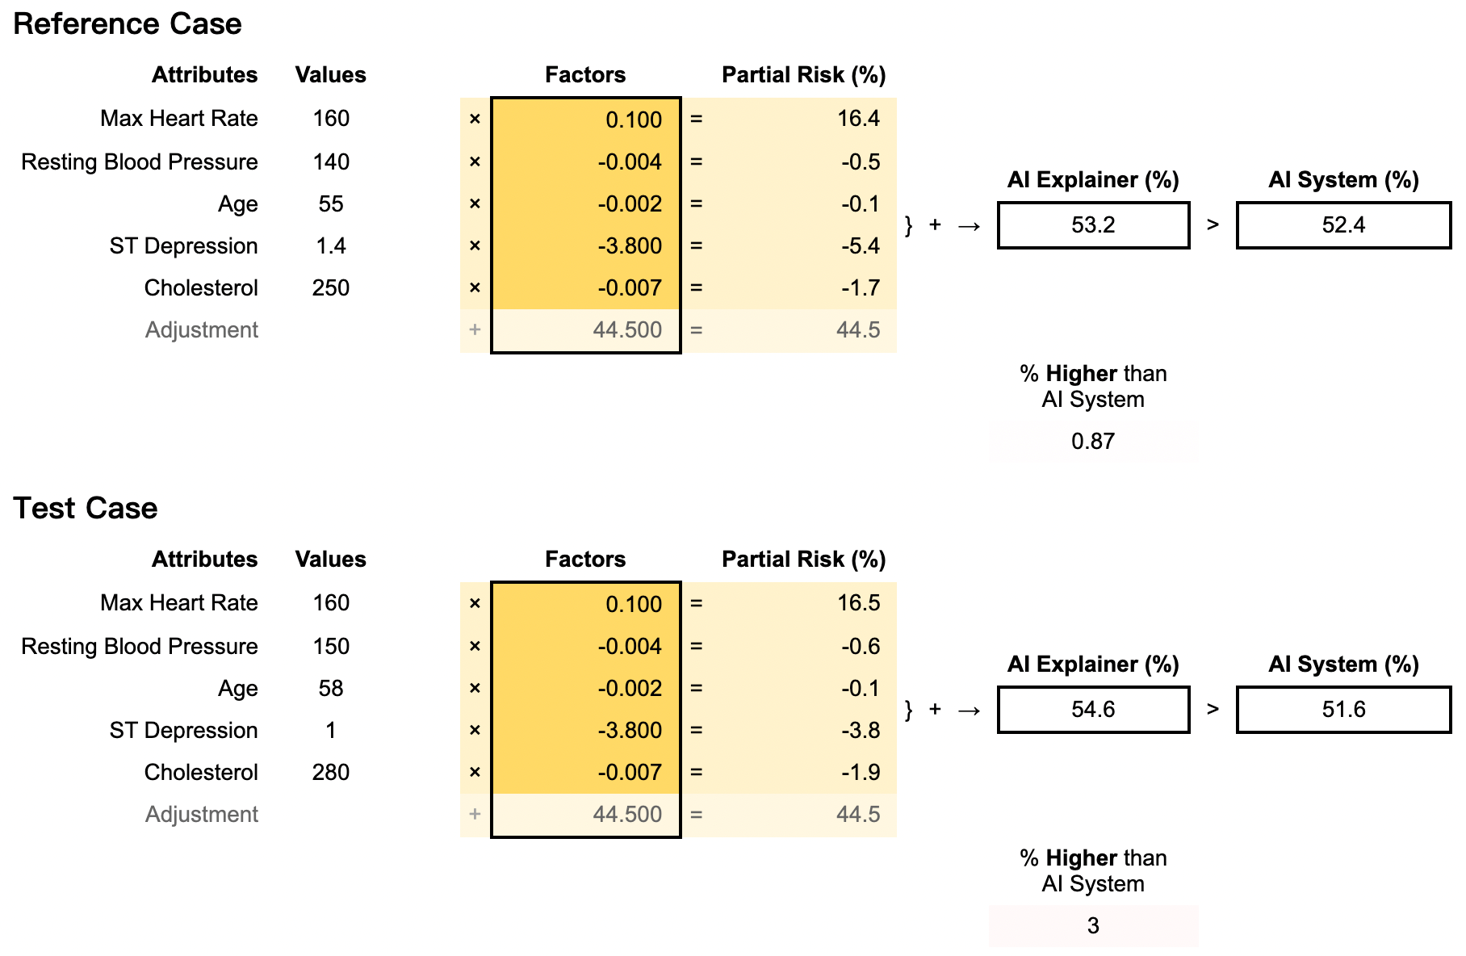 Reference Case
Attributes Values Factors Partial Risk (%)
Max Heart Rate 160 × 0.100 = 16.4
Resting Blood Pressure 140 × -0.004 = -0.5
AI Explainer (%) AI System (%)
Age 55 × -0.002 = -0.1
} + → 53.2 > 52.4
ST Depression 1.4 × -3.800 = -5.4
Cholesterol 250 × -0.007 = -1.7
Adjustment + 44.500 = 44.5
% Higher than
AI System
0.87
Test Case
Attributes Values Factors Partial Risk (%)
Max Heart Rate 160 × 0.100 = 16.5
Resting Blood Pressure 150 × -0.004 = -0.6
AI Explainer (%) AI System (%)
Age 58 × -0.002 = -0.1
} + → 54.6 > 51.6
ST Depression 1 × -3.800 = -3.8
Cholesterol 280 × -0.007 = -1.9
Adjustment + 44.500 = 44.5
% Higher than
AI System
3